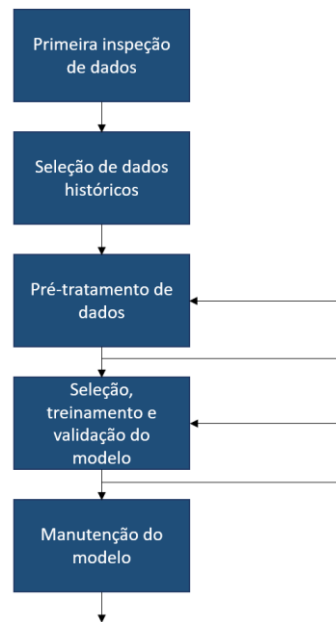 Primeira inspeção
de dados
Seleção de dados
históricos
Pré-tratamento de
dados
Seleção,
treinamento e
validação do
modelo
Manutenção do
modelo